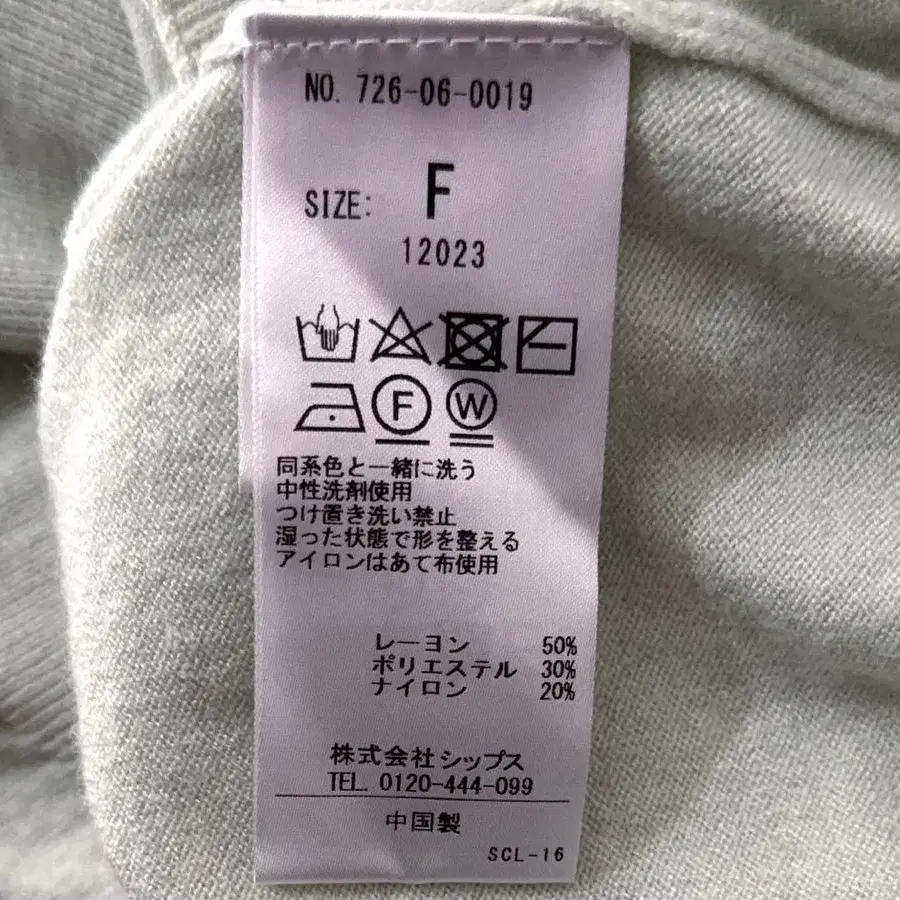 NO. 726-06-0019
SIZE: F
12023
F W
同系色と一緒に洗う
中性洗剤使用
つけ置き洗い禁止
湿った状態で形を整える
アイロンはあて布使用
レーヨン 50%
ポリエステル 30%
ナイロン 20%
株式会社シップス
TEL. 0120-444-099
中国製
SCL-16